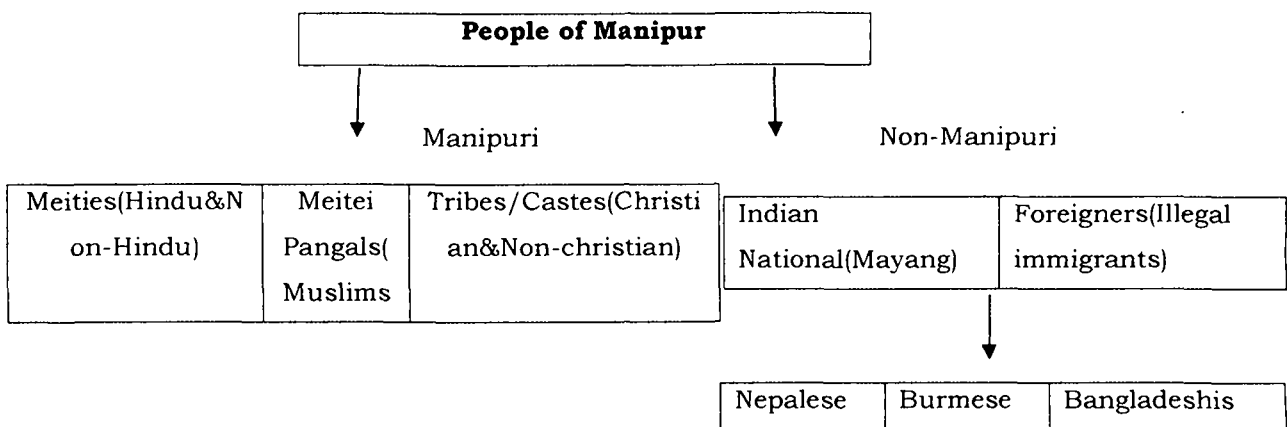 People of Manipur
Manipuri
Non-Manipuri
Meities(Hindu&N
on-Hindu)
Meitei
Pangals(
Muslims
Tribes/Castes(Christi
an&Non-christian)
Indian
National(Mayang)
Foreigners(Illegal
immigrants)
Nepalese
Burmese
Bangladeshis